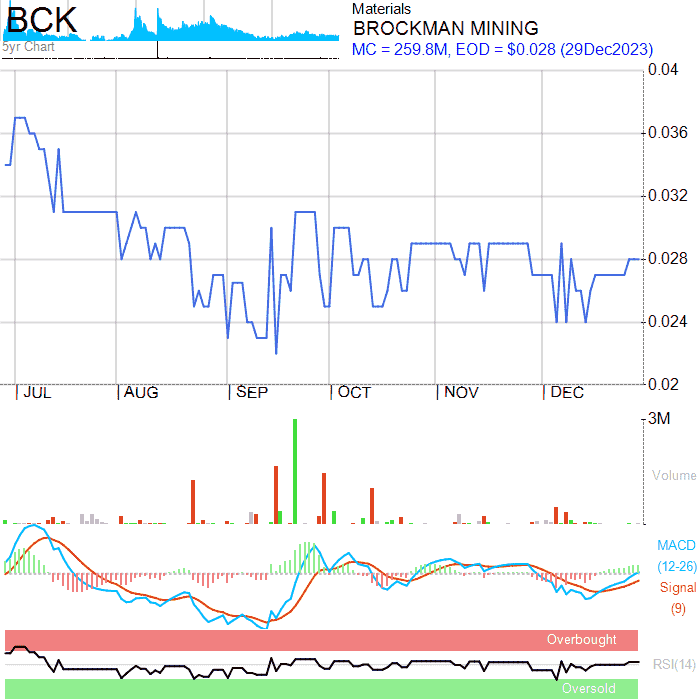 BCK
5yr Chart
Materials
BROCKMAN MINING
MC = 259.8M, EOD = $0.028 (29Dec2023)
0.04
0.036
0.032
0.028
0.024
0.02
JUL AUG SEP OCT NOV DEC
3M
Volume
MACD
(12-26)
Signal
(9)
Overbought
RSI(14)
Oversold